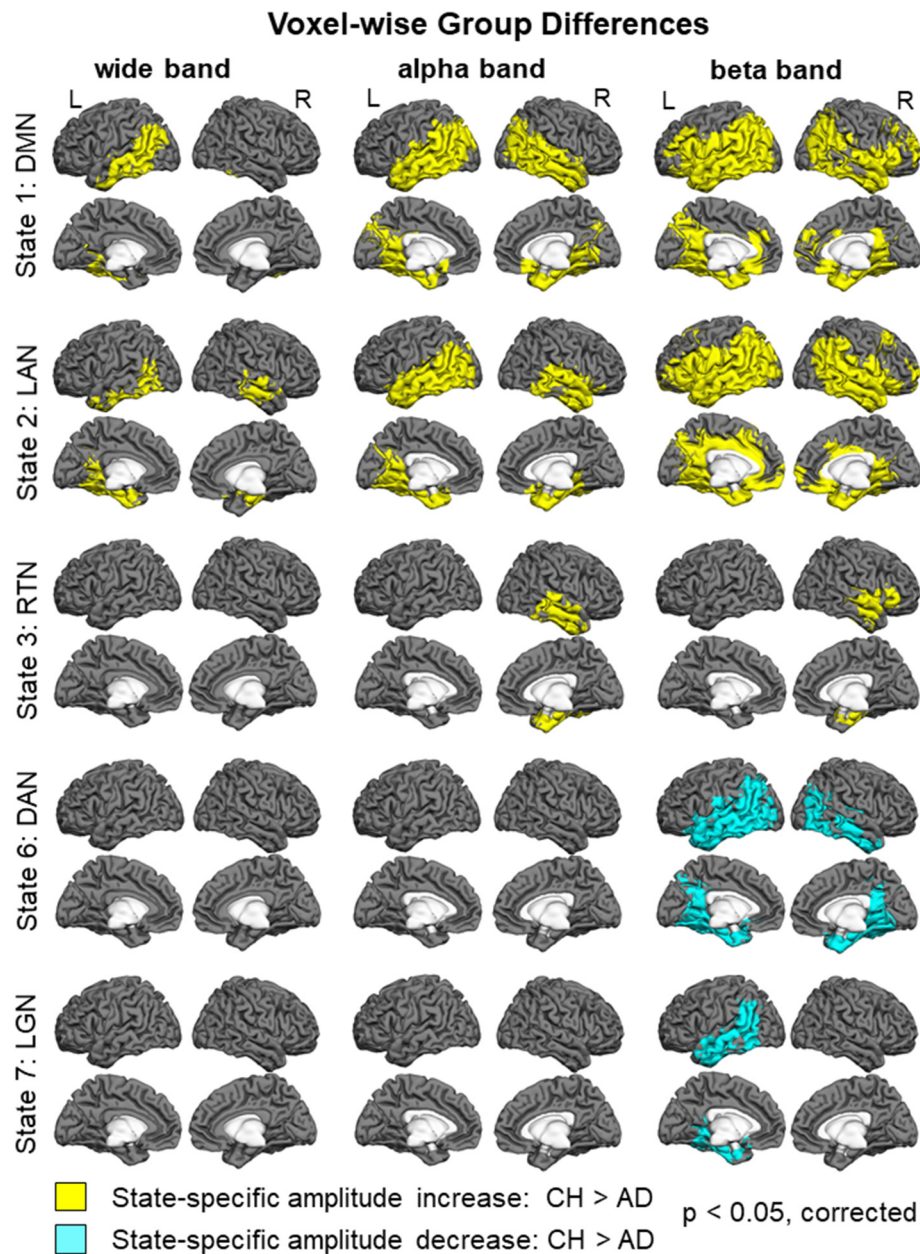 Voxel-wise Group Differences
wide band alpha band beta band
L R L R L R
State 1: DMN
State 2: LAN
State 3: RTN
State 6: DAN
State 7: LGN
State-specific amplitude increase: CH > AD
State-specific amplitude decrease: CH > AD
p < 0.05, corrected